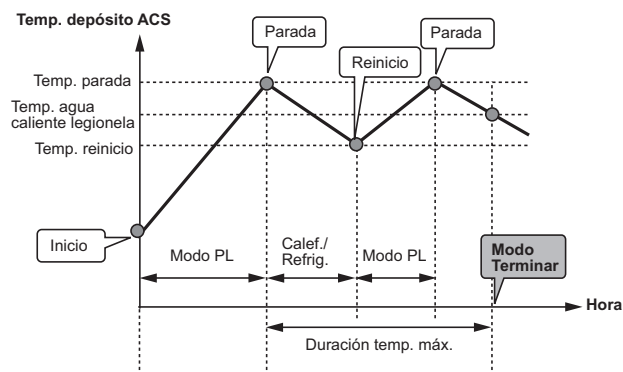 Temp. depósito ACS
Parada
Parada
Reinicio
Temp. parada
Temp. agua
caliente legionela
Temp. reinicio
Inicio
Modo PL
Calef./
Refrig.
Modo PL
Modo
Terminar
Hora
Duración temp. máx.